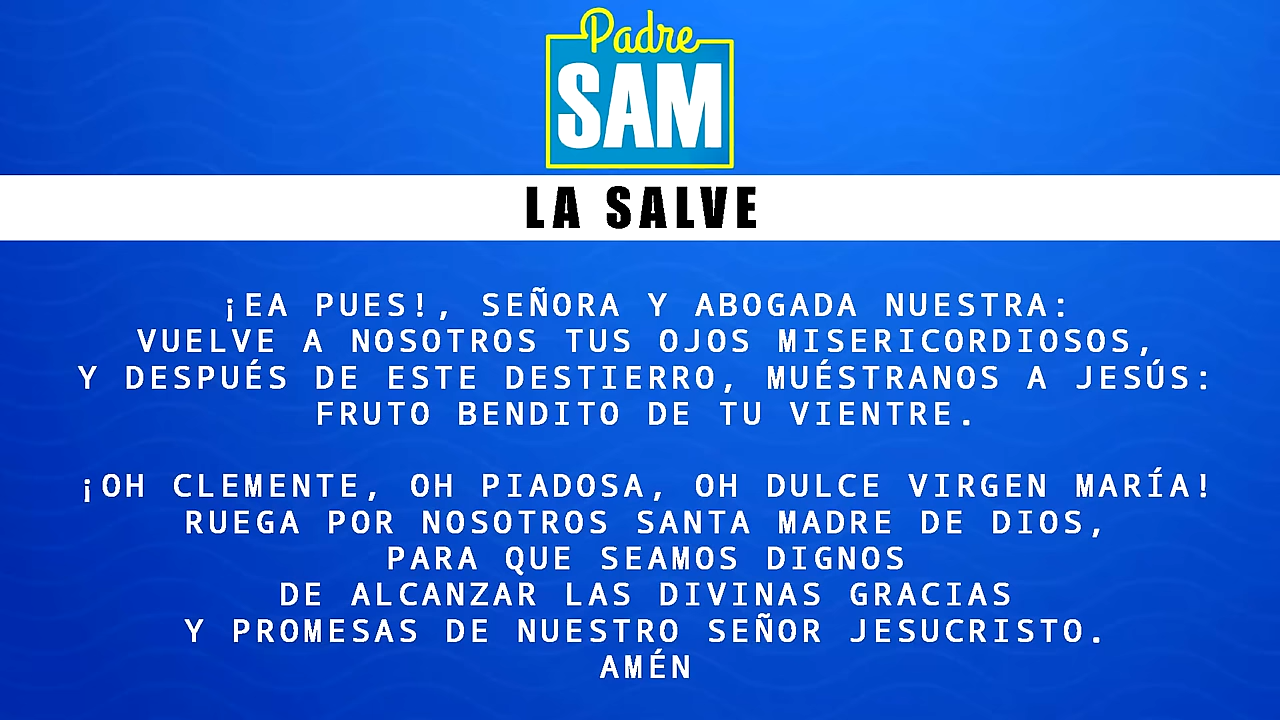 Padre
SAM
LA SALVE
¡EA PUES!, SEÑORA Y ABOGADA NUESTRA:
VUELVE A NOSOTROS TUS OJOS MISERICORDIOSOS,
Y DESPUÉS DE ESTE DESTIERRO, MUÉSTRANOS A JESÚS:
FRUTO BENDITO DE TU VIENTRE.
¡OH CLEMENTE, OH PIADOSA, OH DULCE VIRGEN MARÍA!
RUEGA POR NOSOTROS SANTA MADRE DE DIOS,
PARA QUE SEAMOS DIGNOS
DE ALCANZAR LAS DIVINAS GRACIAS
Y PROMESAS DE NUESTRO SEÑOR JESUCRISTO.
AMÉN